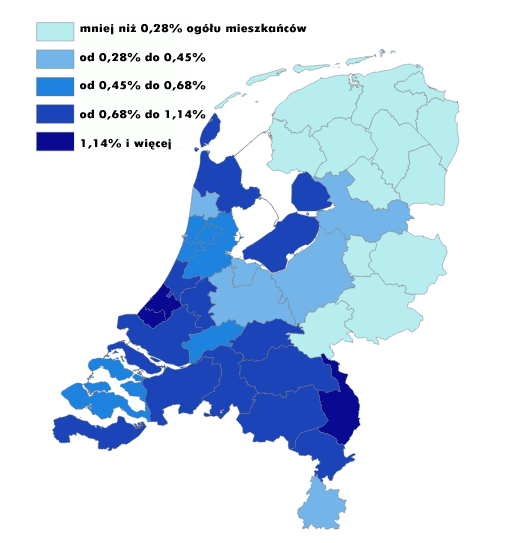 mniej niż 0,28% ogółu mieszkańców
od 0,28% do 0,45%
od 0,45% do 0,68%
od 0,68% do 1,14%
1,14% i więcej